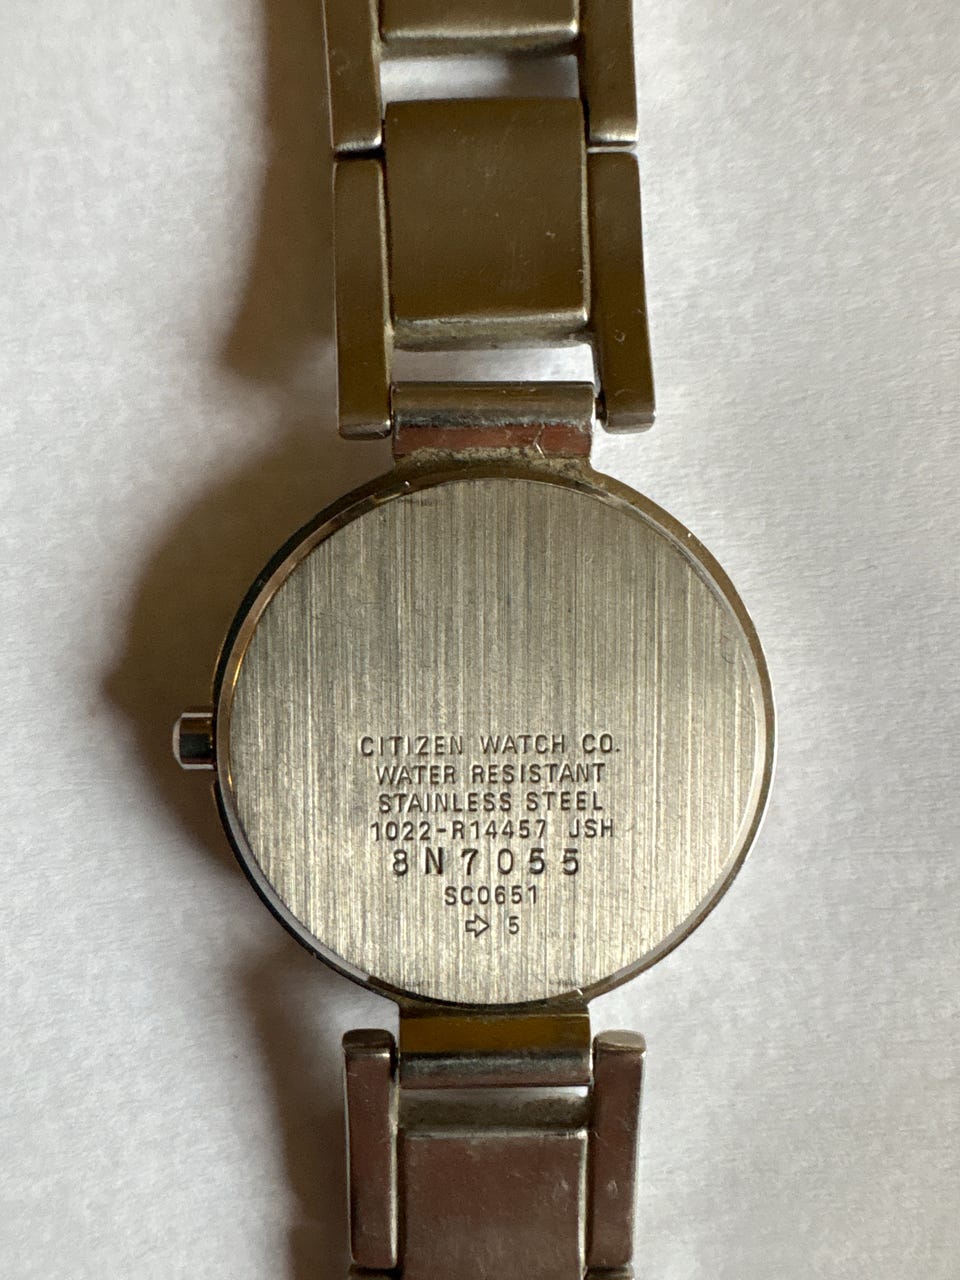 CITIZEN WATCH CO.
WATER RESISTANT
STAINLESS STEEL
1022-R14457 JSH
8N7055
SC0651
⇨ 5